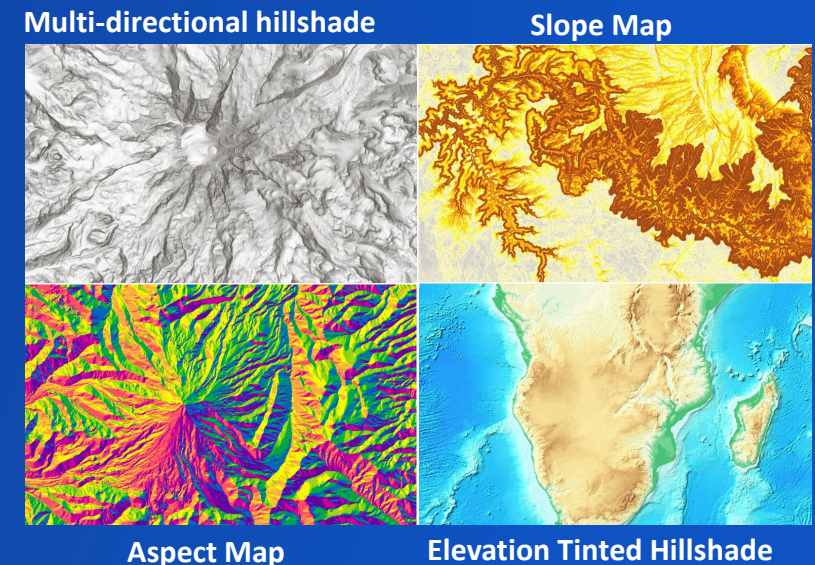 Multi-directional hillshade
Slope Map
Aspect Map
Elevation Tinted Hillshade